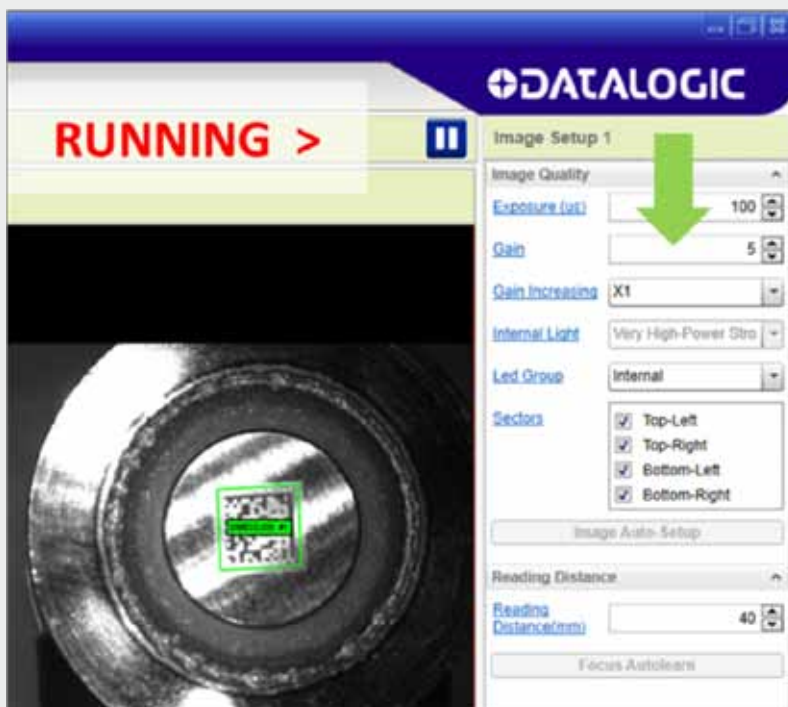 DATALOGIC
RUNNING >
Image Setup 1
Image Quality
Exposure (us)
100
Gain
5
Gain Increasing
X1
Internal Light
Very High-Power Stro
Led Group
Internal
Sectors
Top-Left
Top-Right
Bottom-Left
Bottom-Right
Image Auto-Setup
Reading Distance
Reading
Distance(mm)
40
Focus Autolearn